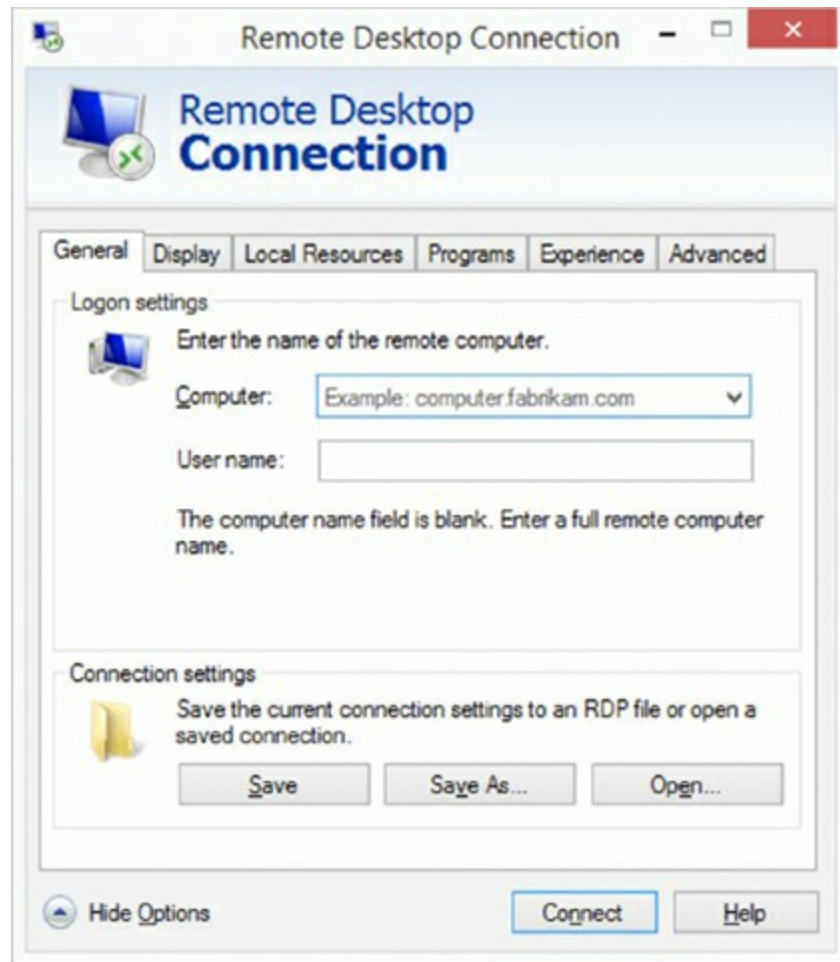 Remote Desktop Connection
Remote Desktop
Connection
General Display Local Resources Programs Experience Advanced
Logon settings
Enter the name of the remote computer.
Computer: Example: computer.fabrikam.com
User name:
The computer name field is blank. Enter a full remote computer
name.
Connection settings
Save the current connection settings to an RDP file or open a
saved connection.
Save Save As... Open...
Hide Options Connect Help